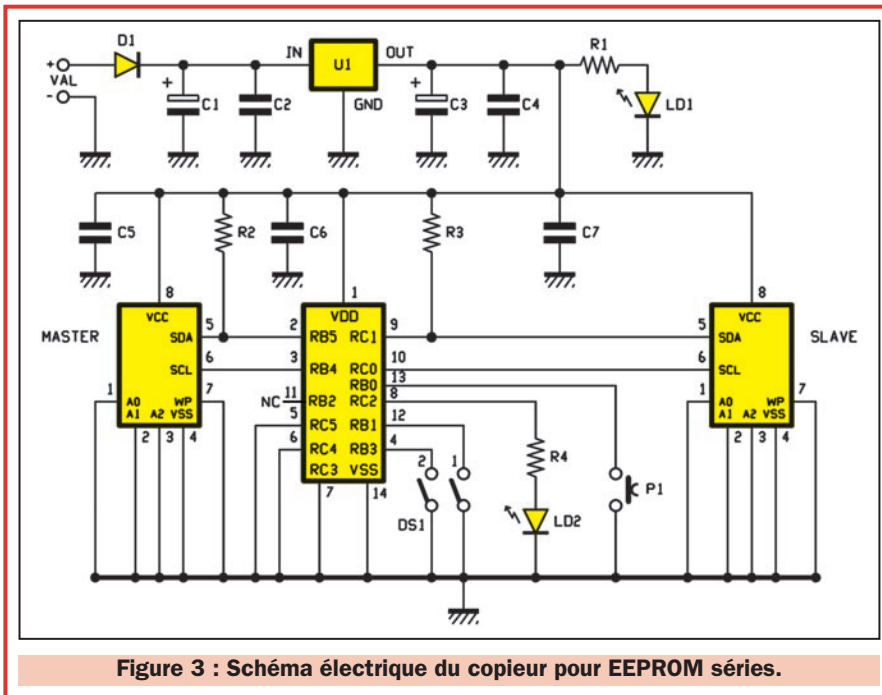 D1
IN
U1
OUT
R1
+
VAL
-
+
C1
C2
GND
+
C3
C4
LD1
C5
R2
C6
R3
C7
8
1
8
MASTER
VCC
SDA
5
2
RB5
VDD
RC1
9
5
VCC
SDA
SLAVE
SCL
6
3
RB4
RC0
10
6
SCL
RB0
13
1
A0
WP
7
NC
11
RB2
RC2
8
1
A0
WP
7
A1
A2
VSS
5
RC5
RB1
12
A1
A2
VSS
2
3
4
6
RC4
RB3
4
2
3
4
RC3
VSS
2
1
R4
7
14
DS1
LD2
P1
Figure 3 : Schéma électrique du copieur pour EEPROM séries.